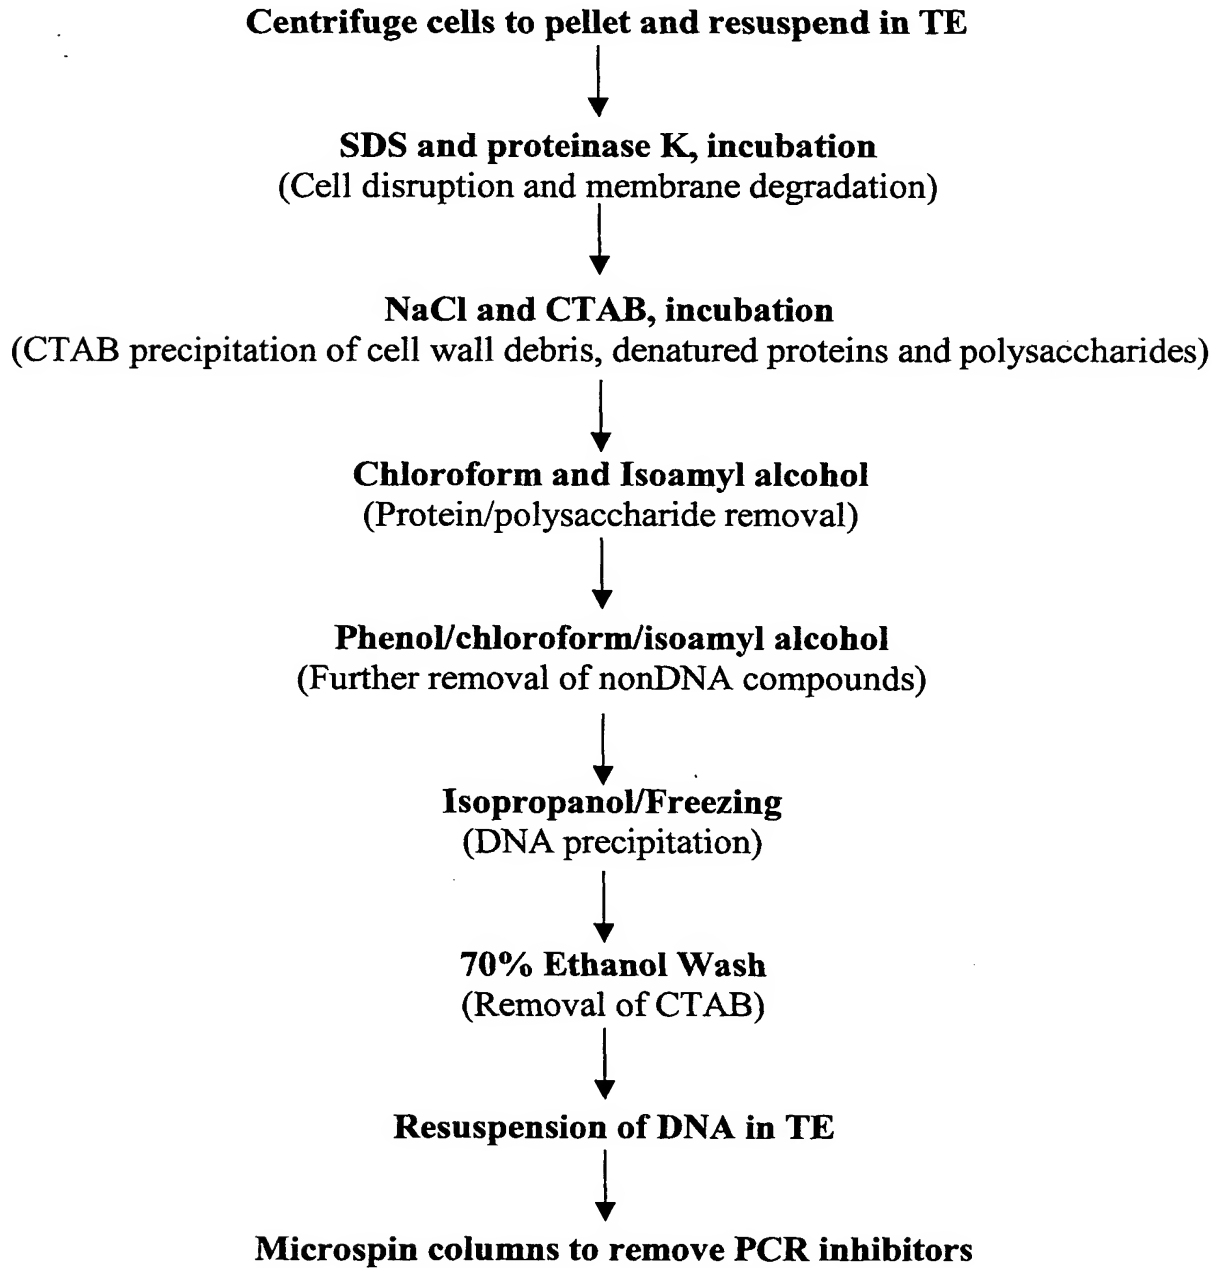 Centrifuge cells to pellet and resuspend in TE
SDS and proteinase K, incubation
(Cell disruption and membrane degradation)
NaCl and CTAB, incubation
(CTAB precipitation of cell wall debris, denatured proteins and polysaccharides)
Chloroform and Isoamyl alcohol
(Protein/polysaccharide removal)
Phenol/chloroform/isoamyl alcohol
(Further removal of nonDNA compounds)
Isopropanol/Freezing
(DNA precipitation)
70% Ethanol Wash
(Removal of CTAB)
Resuspension of DNA in TE
Microspin columns to remove PCR inhibitors